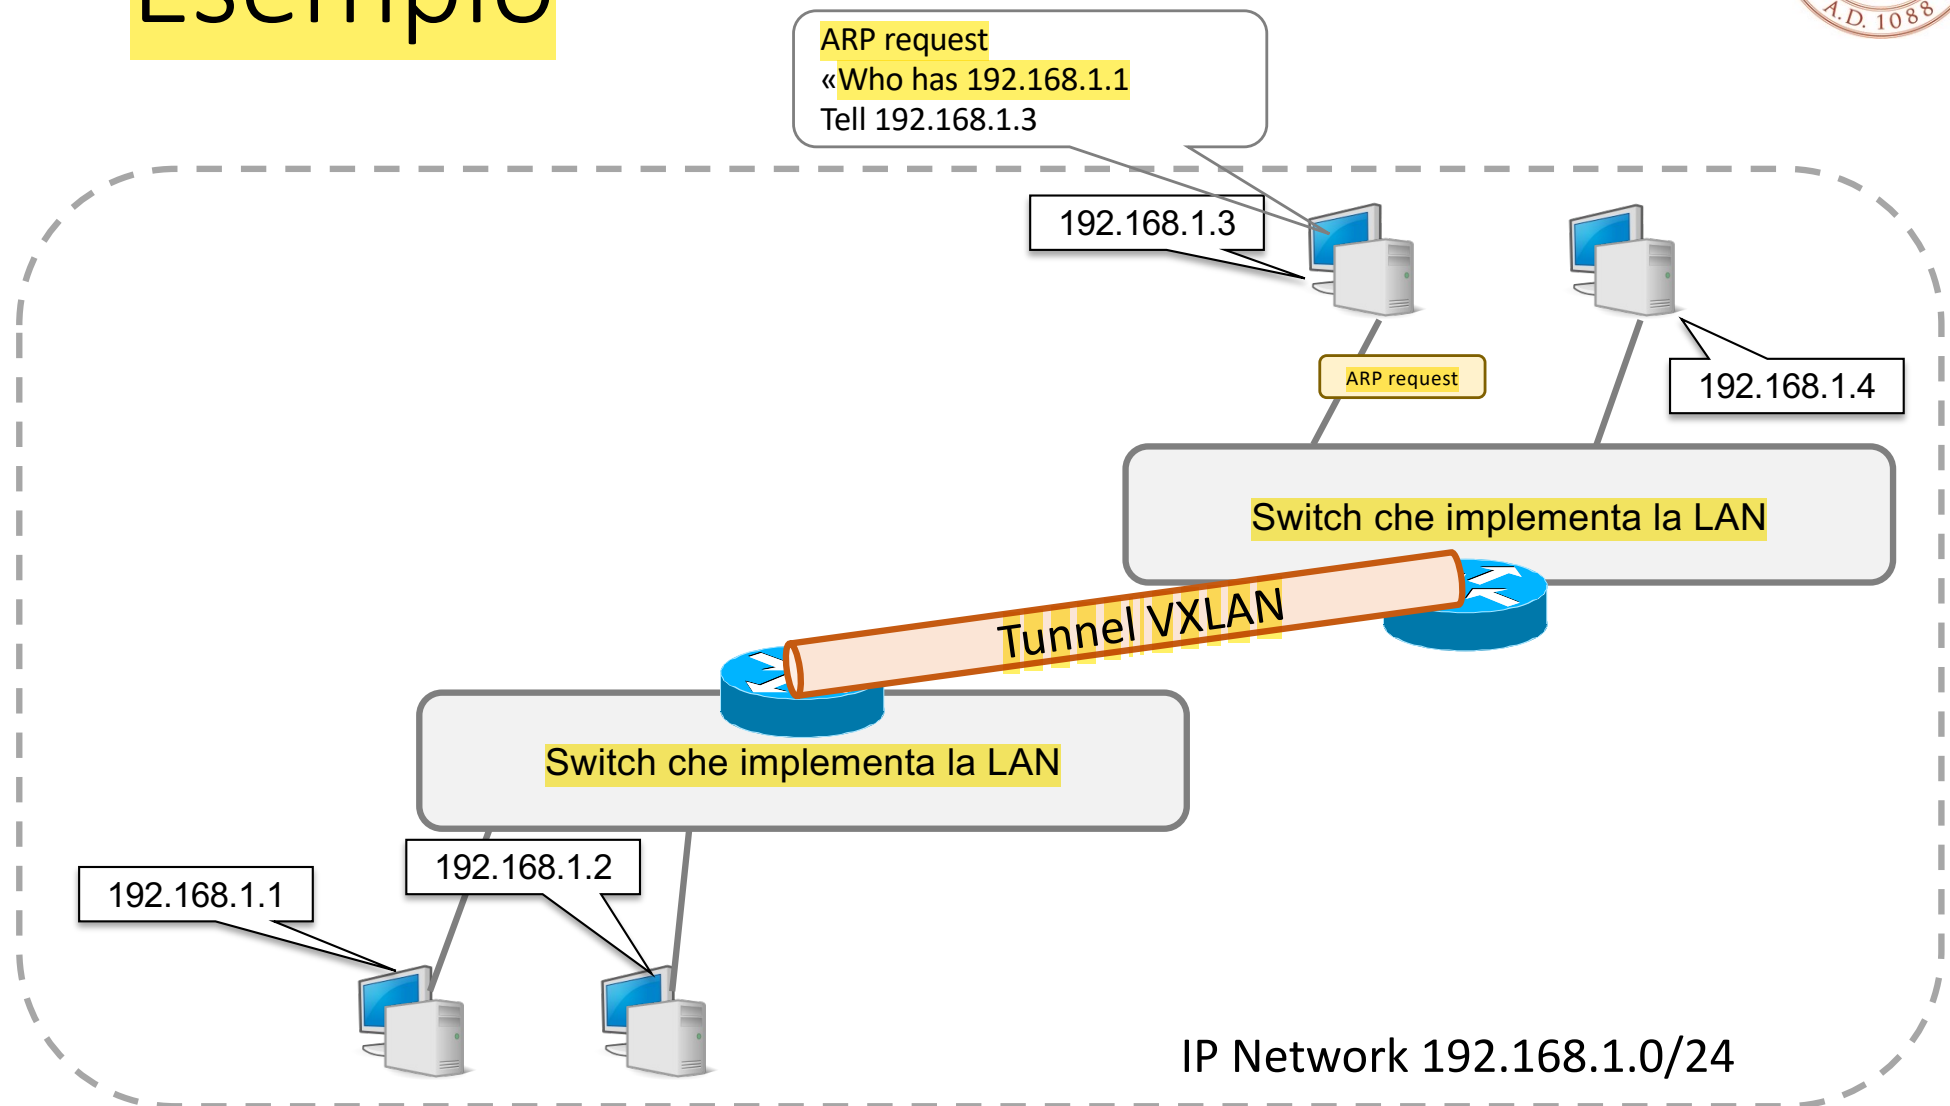 Esempio
A.D. 1088
ARP request
«Who has 192.168.1.1
Tell 192.168.1.3
192.168.1.3
ARP request
192.168.1.4
Switch che implementa la LAN
Tunnel VXLAN
Switch che implementa la LAN
192.168.1.2
192.168.1.1
IP Network 192.168.1.0/24